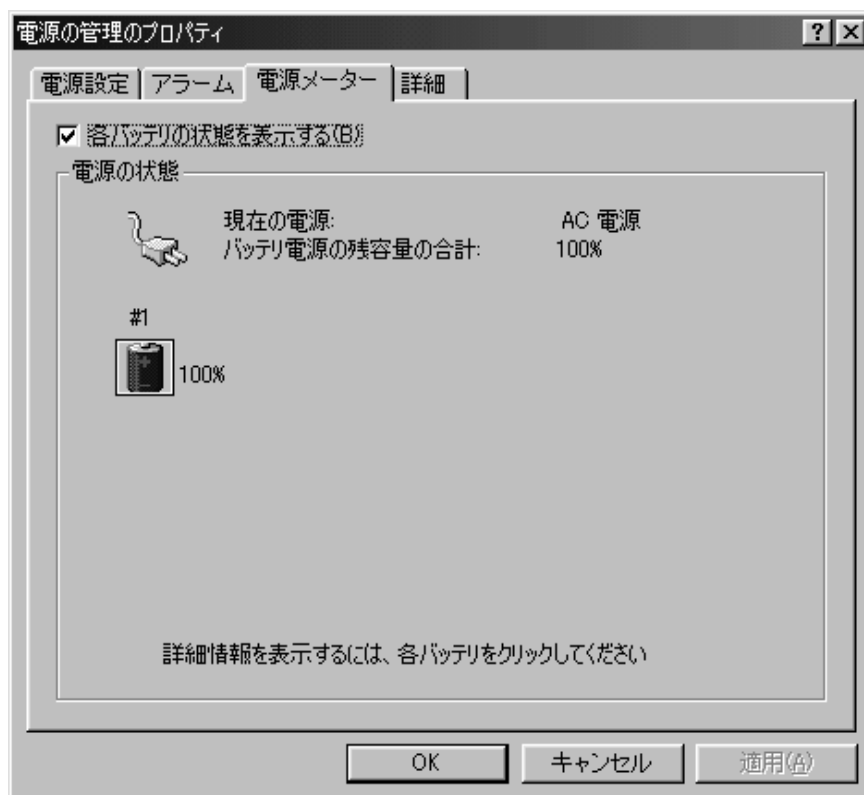 電源の管理のプロパティ
電源設定 アラーム 電源メーター 詳細
各バッテリの状態を表示する(B)
電源の状態
現在の電源: AC 電源
バッテリ電源の残容量の合計: 100%
#1
100%
詳細情報を表示するには、各バッテリをクリックしてください
OK キャンセル 適用(A)